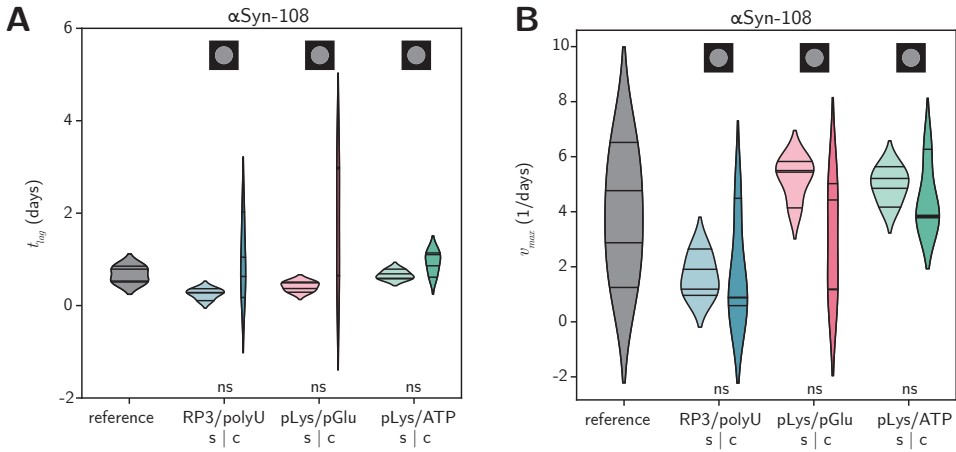 A
αSyn-108
6
4
2
0
-2
t_lag (days)
ns ns ns
reference RP3/polyU pLys/pGlu pLys/ATP
s | c s | c s | c
B
αSyn-108
10
8
6
4
2
0
-2
v_max (1/days)
ns ns ns
reference RP3/polyU pLys/pGlu pLys/ATP
s | c s | c s | c